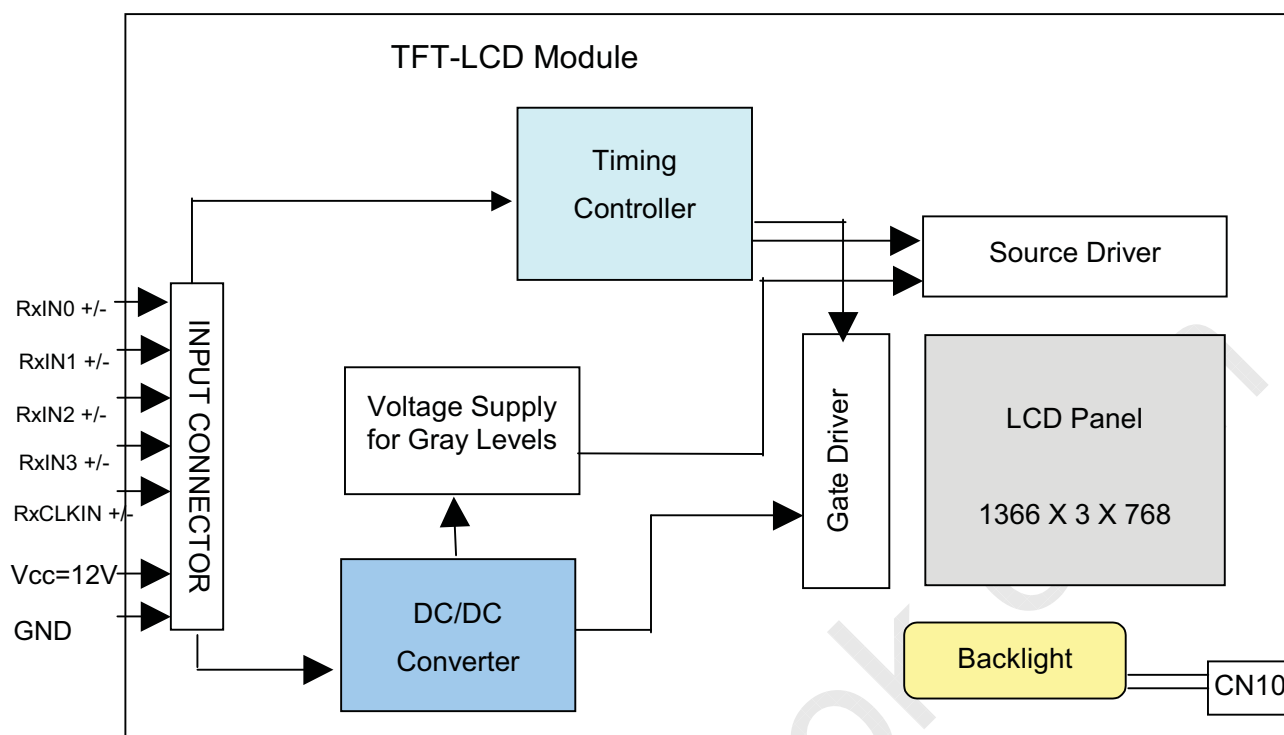 TFT-LCD Module
Timing
Controller
Source Driver
RxIN0 +/-
RxIN1 +/-
RxIN2 +/-
RxIN3 +/-
RxCLKIN +/-
Vcc=12V
GND
INPUT CONNECTOR
Voltage Supply
for Gray Levels
Gate Driver
LCD Panel
1366 X 3 X 768
DC/DC
Converter
Backlight
CN10